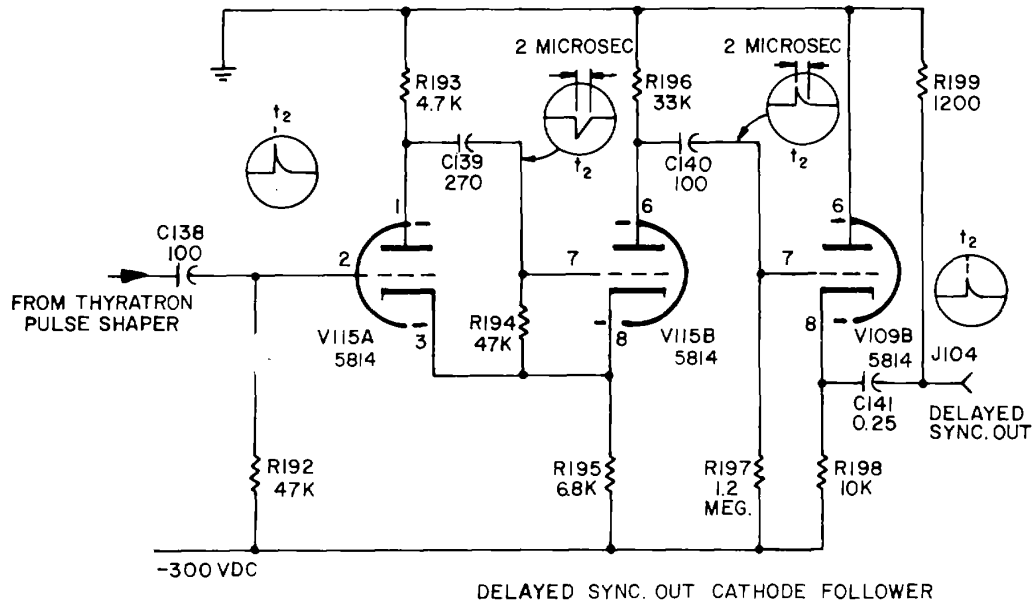 2 MICROSEC
2 MICROSEC
R193
4.7K
R196
33K
R199
1200
t2
C139
270
t2
C140
100
t2
C138
100
1
6
6
t2
2
7
7
FROM THYRATRON
PULSE SHAPER
V115A
5814
3
R194
47K
8
V115B
5814
8
V109B
5814
J104
C141
0.25
DELAYED
SYNC. OUT
R192
47K
R195
6.8K
R197
1.2
MEG.
R198
10K
-300 VDC
DELAYED SYNC. OUT CATHODE FOLLOWER